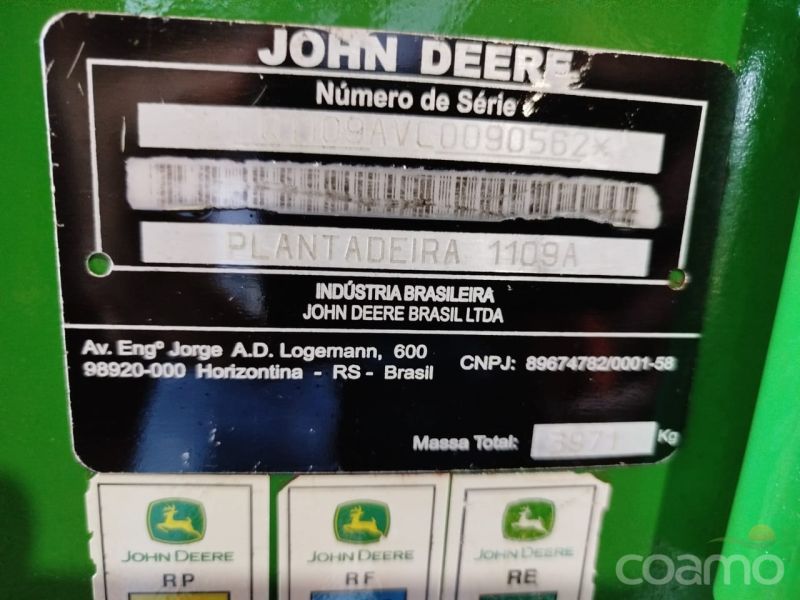 JOHN DEERE
Número de Série
PLANTADEIRA 1109A
INDÚSTRIA BRASILEIRA
JOHN DEERE BRASIL LTDA
Av. Engº Jorge A.D. Logemann, 600
98920-000 Horizontina - RS - Brasil
CNPJ: 89674782/0001-58
Massa Total: Kg
JOHN DEERE
RP
JOHN DEERE
RF
JOHN DEERE
RE
coamo